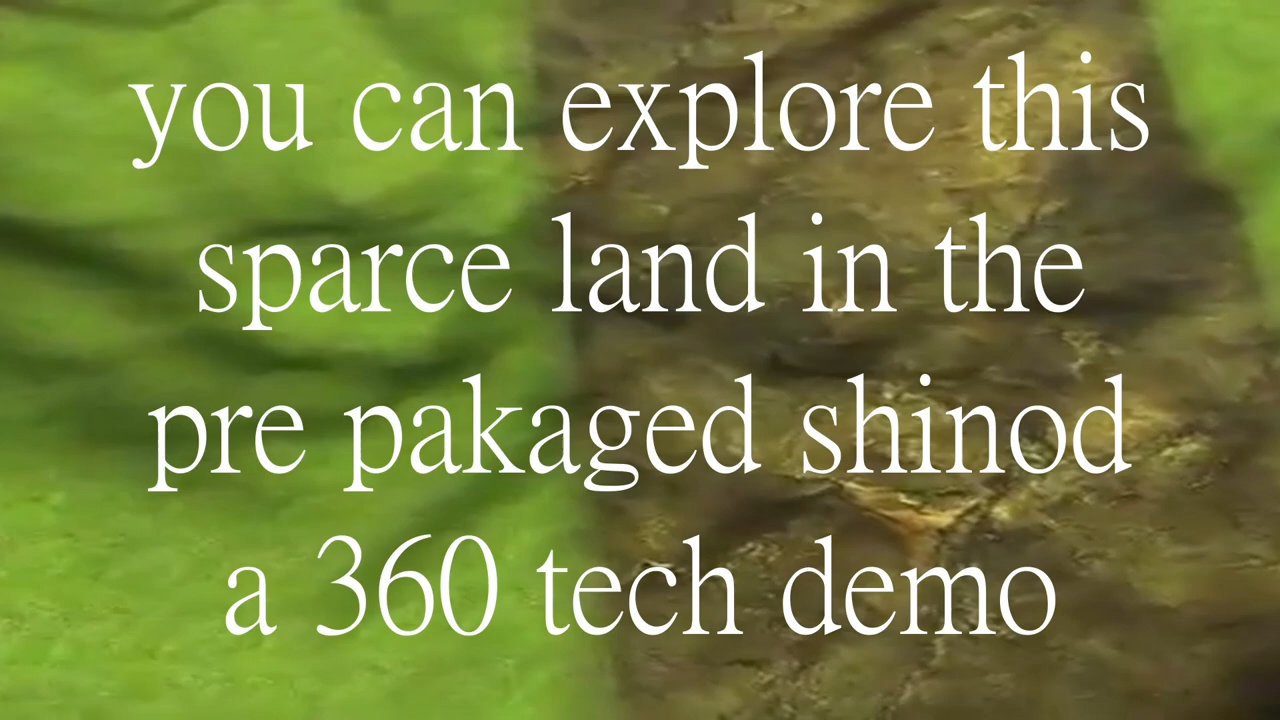 you can explore this
sparce land in the
pre pakaged shinod
a 360 tech demo